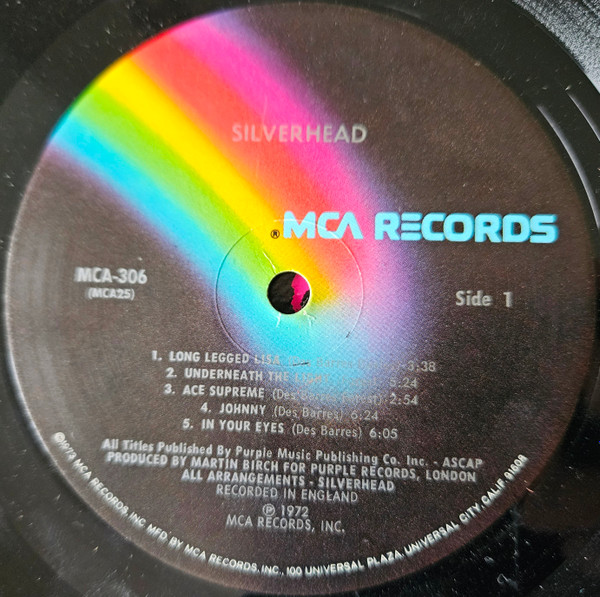 SILVERHEAD
® MCA RECORDS
MCA-306
(MCA25)
Side 1
1. LONG LEGGED LISA 3:38
2. UNDERNEATH THE 5:24
3. ACE SUPREME (Des Barres 2:54
4. JOHNNY (Des Barres) 6:24
5. IN YOUR EYES (Des Barres) 6:05
All Titles Published By Purple Music Publishing Co. Inc. - ASCAP
PRODUCED BY MARTIN BIRCH FOR PURPLE RECORDS, LONDON
ALL ARRANGEMENTS - SILVERHEAD
RECORDED IN ENGLAND
℗ 1972
MCA RECORDS, INC.
©1973 MCA RECORDS, INC MFD. BY MCA RECORDS, INC., 100 UNIVERSAL PLAZA, UNIVERSAL CITY, CALIF. 91608